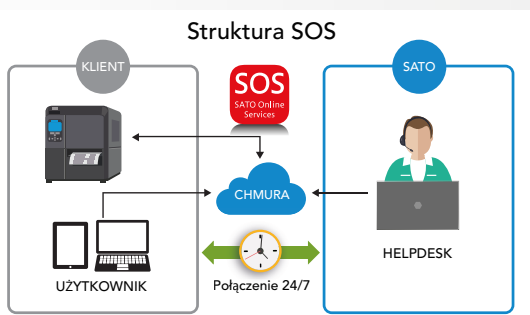 Struktura SOS
KLIENT
SATO
SOS
SATO Online
Services
CHMURA
UŻYTKOWNIK
Połączenie 24/7
HELPDESK